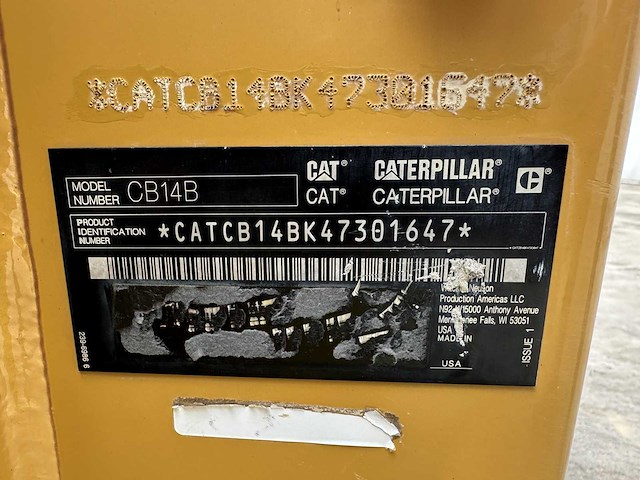 *CATCB14BK47301647*
CAT® CATERPILLAR® C
MODEL NUMBER CB14B CAT® CATERPILLAR®
PRODUCT IDENTIFICATION NUMBER *CATCB14BK47301647*
Neuson
Production Americas LLC
N92 W15000 Anthony Avenue
Falls, WI 53051
USA
MADE IN
USA
239-6986 6
ISSUE 1